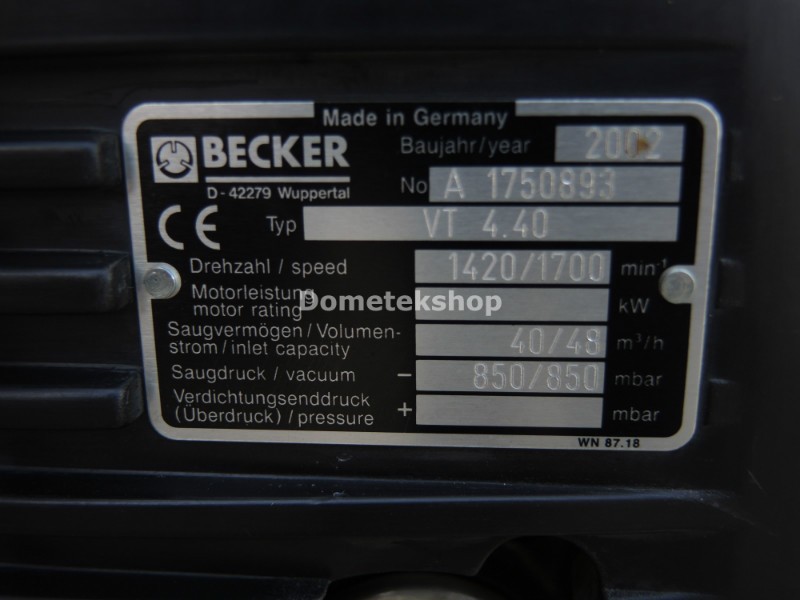 Made in Germany
BECKER
D-42279 Wuppertal
Baujahr/year 2002
No A 1750893
CE
Typ VT 4.40
Drehzahl / speed 1420/1700 min-1
Motorleistung
motor rating kW
Dometekshop
Saugvermögen/Volumen-
strom/inlet capacity 40/48 m³/h
Saugdruck / vacuum - 850/850 mbar
Verdichtungsenddruck
(Überdruck) / pressure + mbar
WN 87.18